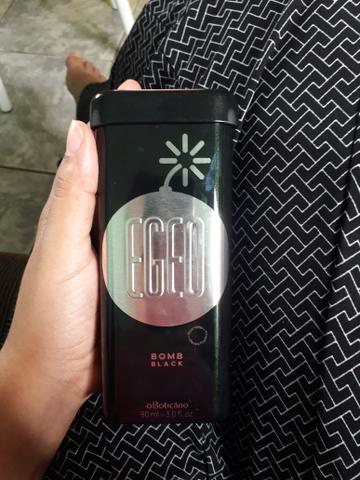 EGEO
BOMB
BLACK
oBoticário
90 ml - 3.0 fl.oz